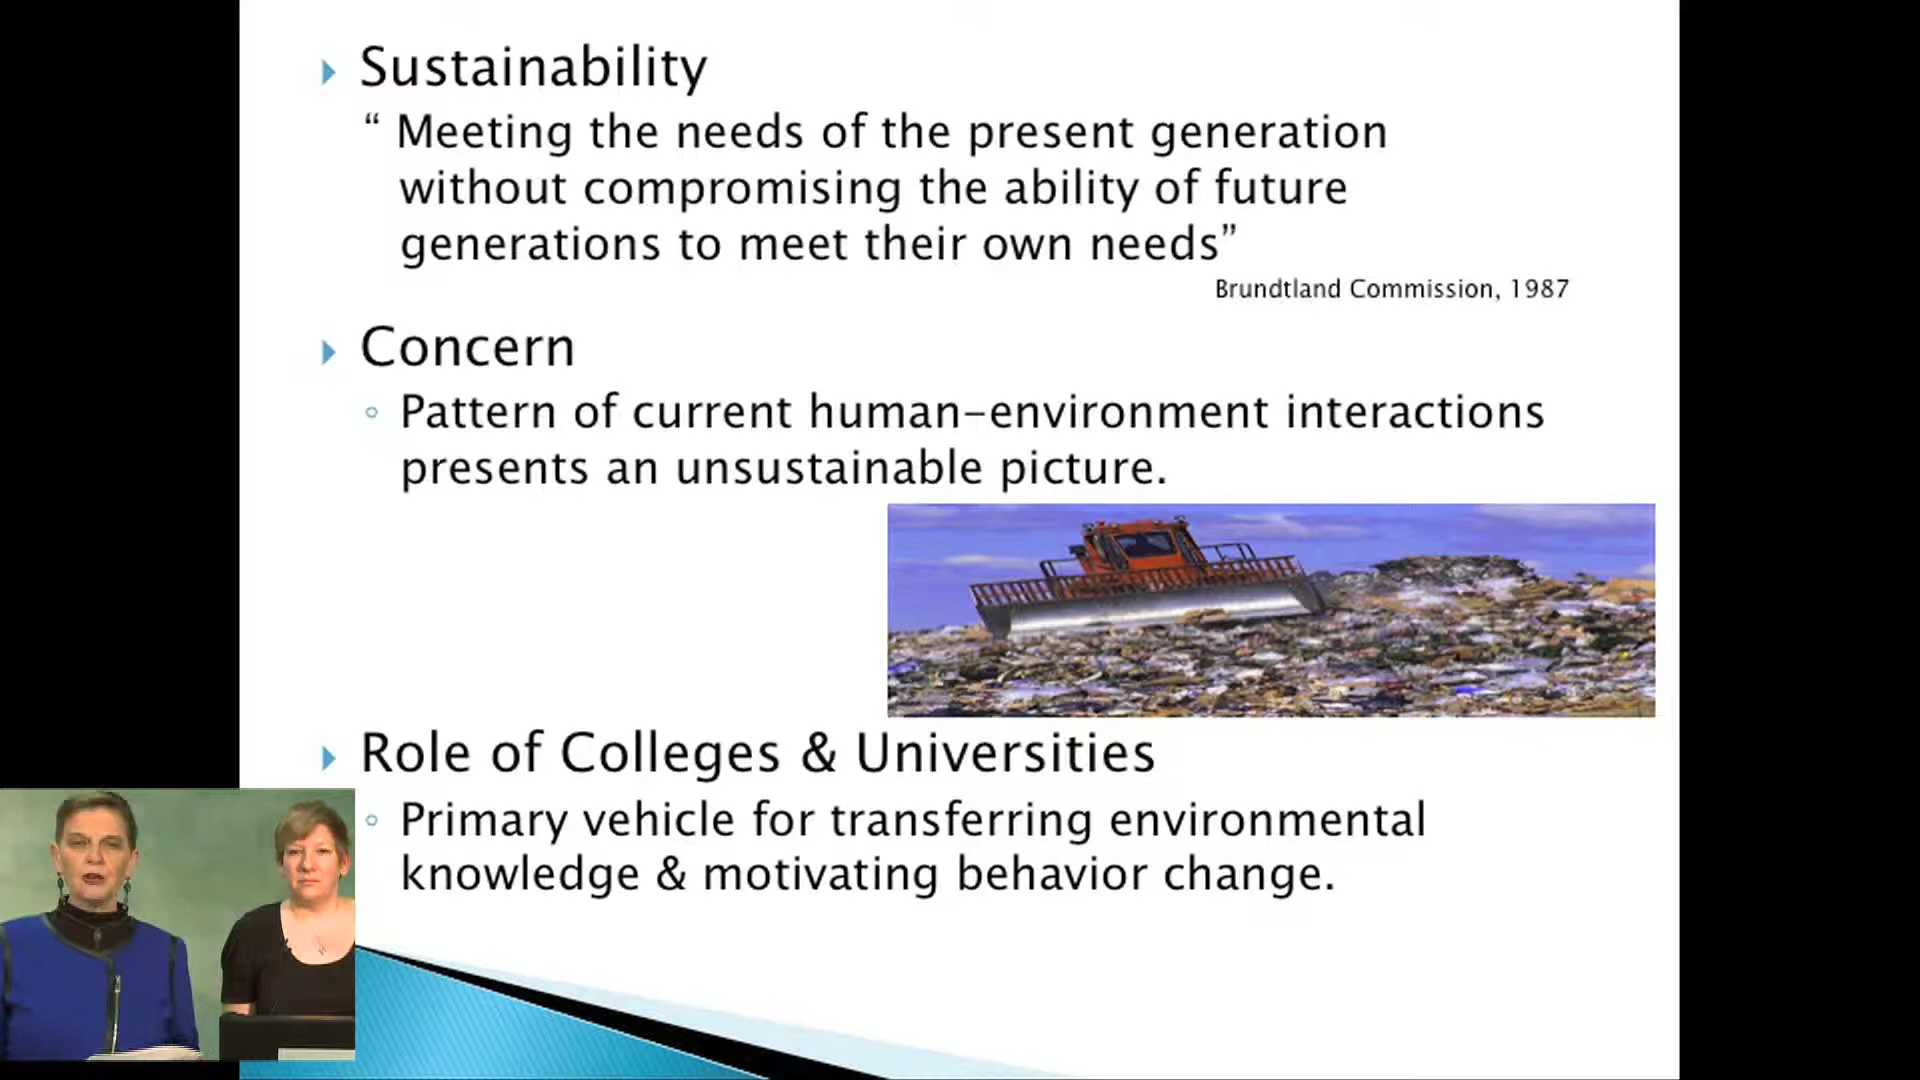 Sustainability
“ Meeting the needs of the present generation
without compromising the ability of future
generations to meet their own needs”
Brundtland Commission, 1987
Concern
Pattern of current human-environment interactions
presents an unsustainable picture.
Role of Colleges & Universities
Primary vehicle for transferring environmental
knowledge & motivating behavior change.